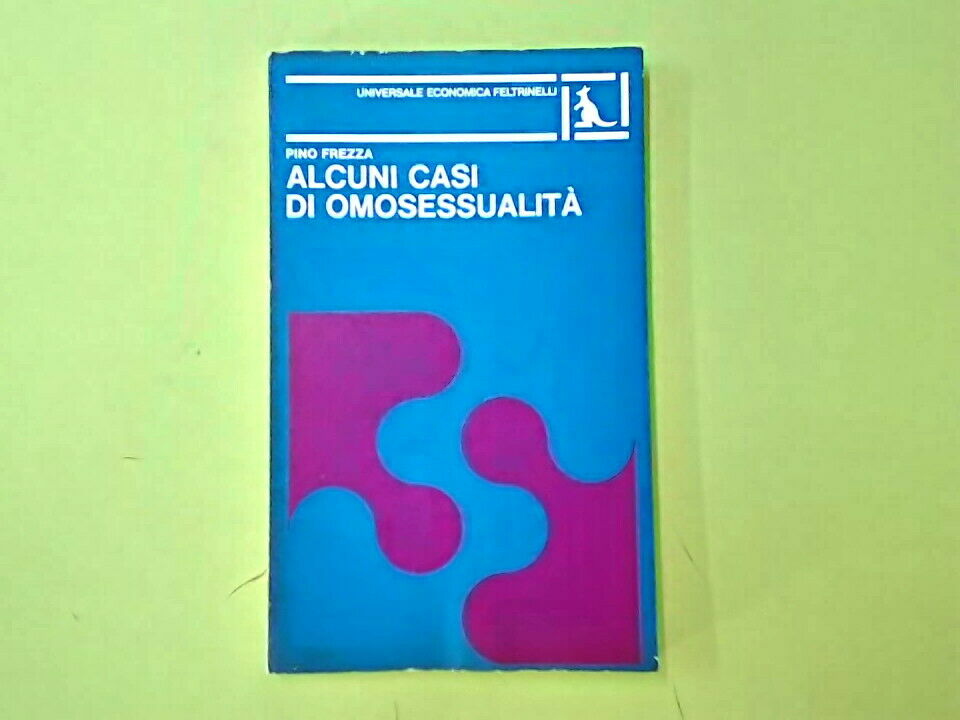 UNIVERSALE ECONOMICA FELTRINELLI
PINO FREZZA
ALCUNI CASI
DI OMOSESSUALITÀ